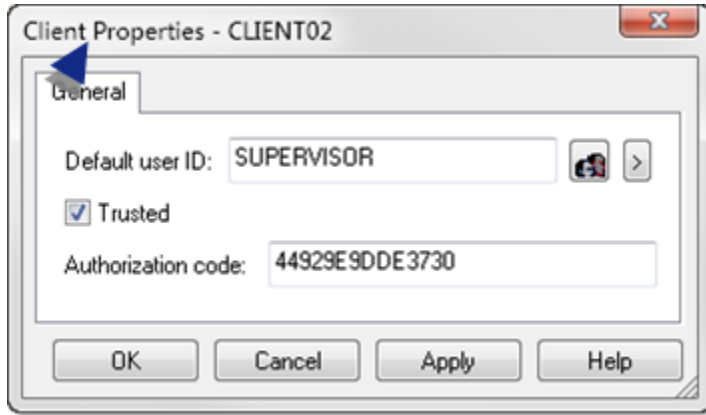 Client Properties - CLIENT02
General
Default user ID: SUPERVISOR >
Trusted
Authorization code: 44929E9DDE3730
OK Cancel Apply Help